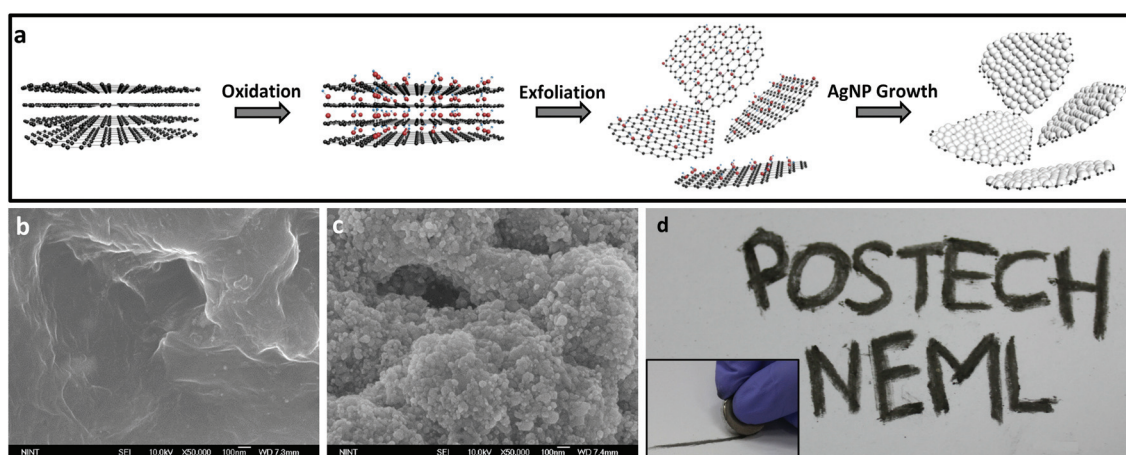 a
Oxidation
Exfoliation
AgNP Growth
b
NINT SEI 10.0kV X50,000 100nm WD 7.3mm
c
NINT SEI 10.0kV X50,000 100nm WD 7.4mm
d
POSTECH
NEML